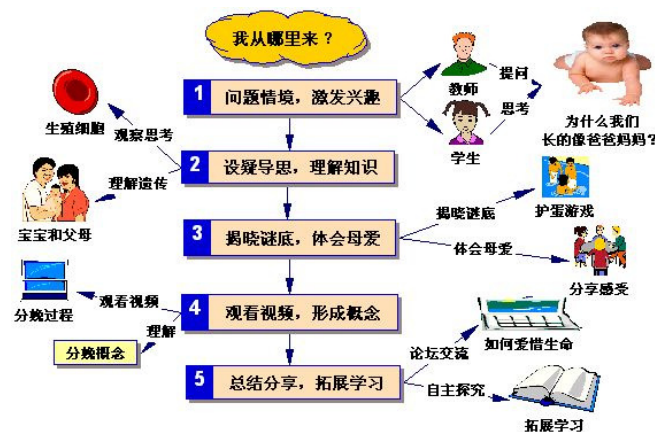 我从哪里来？
1 问题情境，激发兴趣
教师
提问
学生
思考
为什么我们
长的像爸爸妈妈？
生殖细胞
观察思考
2 设疑导思，理解知识
理解遗传
宝宝和父母
3 揭晓谜底，体会母爱
揭晓谜底
护蛋游戏
体会母爱
分享感受
4 观看视频，形成概念
观看视频
分娩过程
理解
分娩概念
5 总结分享，拓展学习
论坛交流
如何爱惜生命
自主探究
拓展学习